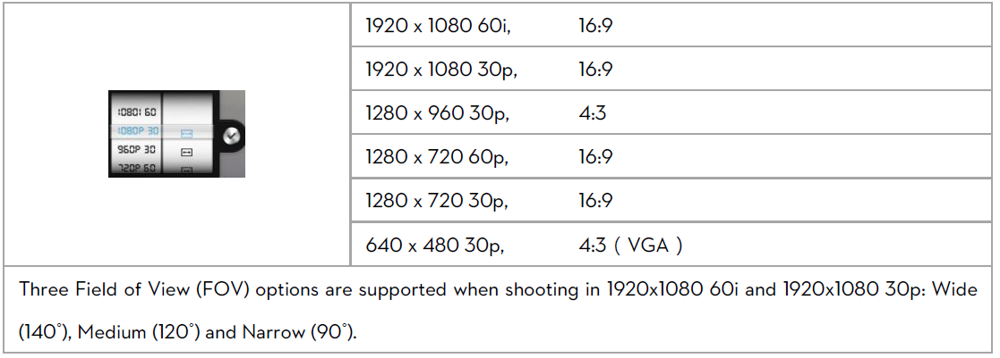 1080i 60
1080P 30
960P 30
720P 60
1920 x 1080 60i, 16:9
1920 x 1080 30p, 16:9
1280 x 960 30p, 4:3
1280 x 720 60p, 16:9
1280 x 720 30p, 16:9
640 x 480 30p, 4:3 ( VGA )
Three Field of View (FOV) options are supported when shooting in 1920x1080 60i and 1920x1080 30p: Wide
(140°), Medium (120°) and Narrow (90°).